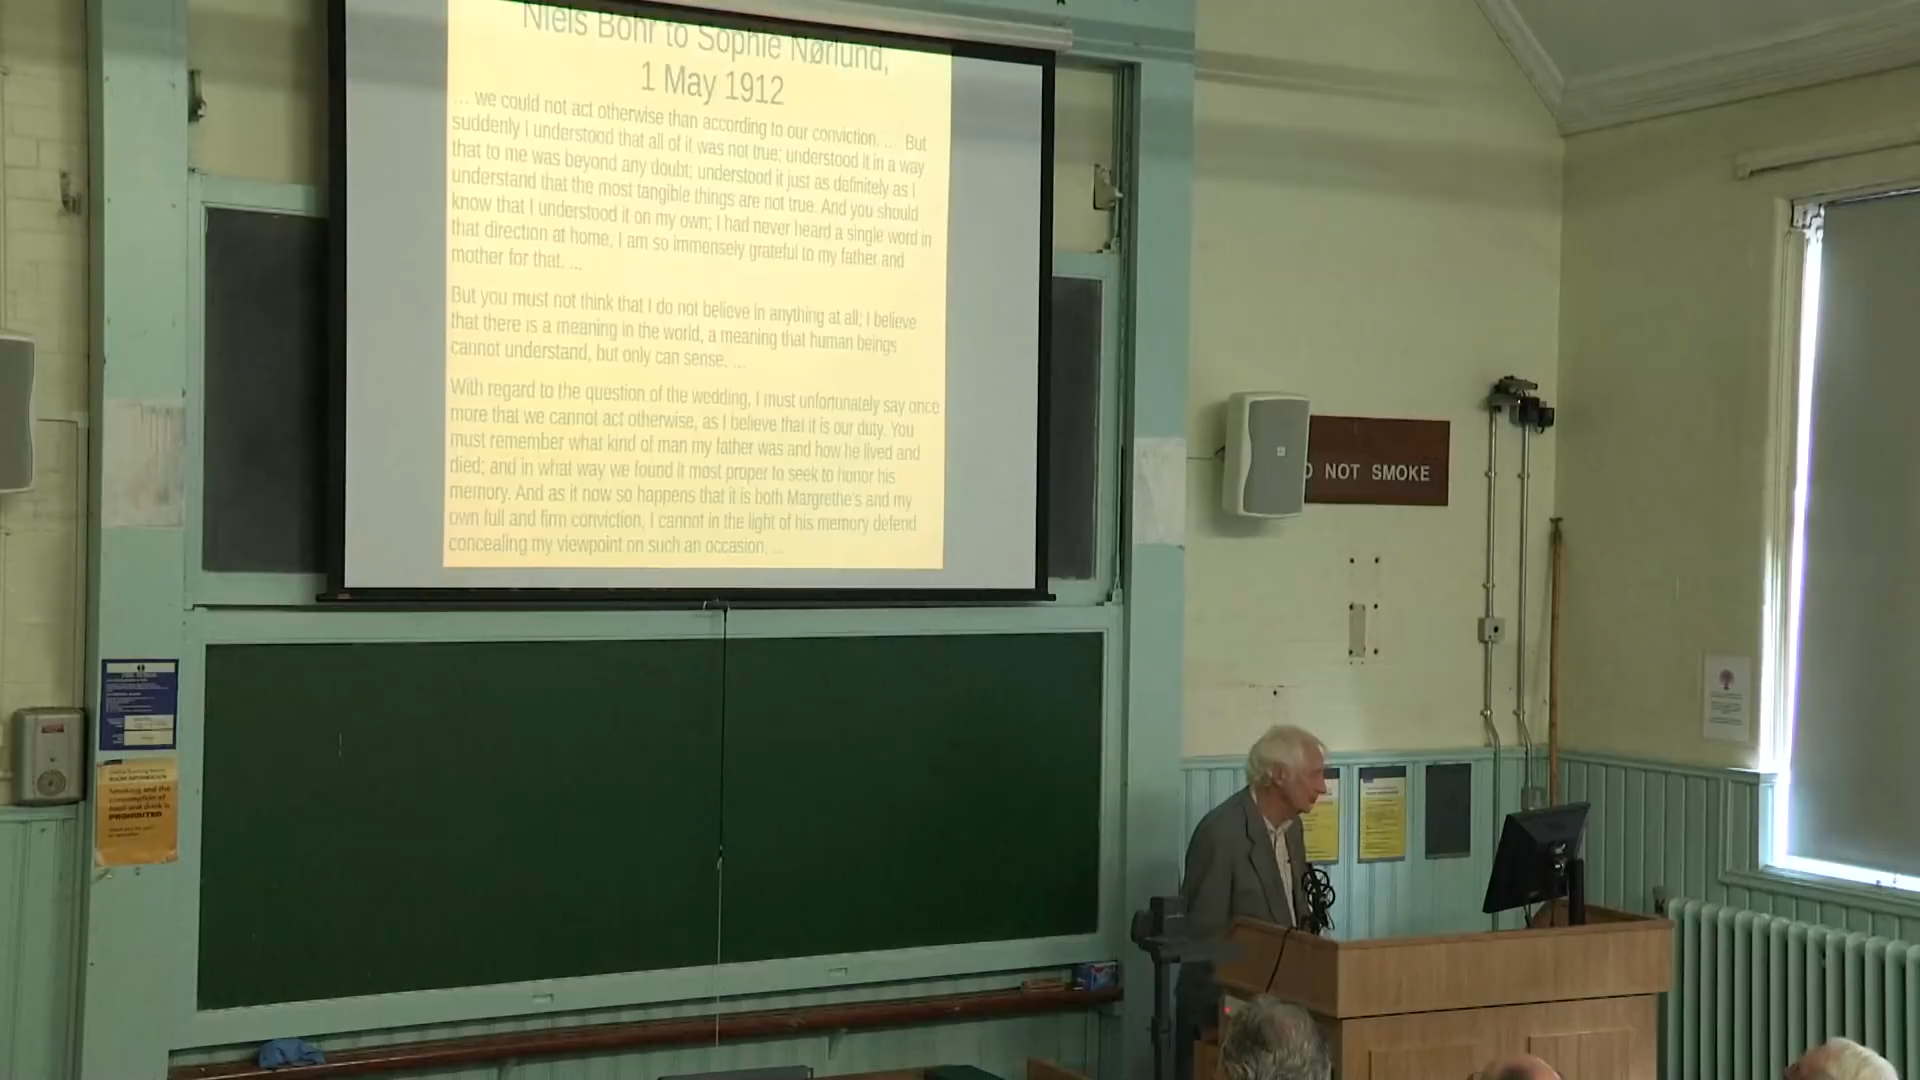 Niels Bohr to Sophie Nørlund,
1 May 1912
... we could not act otherwise than according to our conviction. ... But
suddenly I understood that all of it was not true; understood it in a way
that to me was beyond any doubt; understood it just as definitely as I
understand that the most tangible things are not true. And you should
know that I understood it on my own; I had never heard a single word in
that direction at home, I am so immensely grateful to my father and
mother for that. ...
But you must not think that I do not believe in anything at all; I believe
that there is a meaning in the world, a meaning that human beings
cannot understand, but only can sense. ...
With regard to the question of the wedding, I must unfortunately say once
more that we cannot act otherwise, as I believe that it is our duty. You
must remember what kind of man my father was and how he lived and
died; and in what way we found it most proper to seek to honor his
memory. And as it now so happens that it is both Margrethe's and my
own full and firm conviction, I cannot in the light of his memory defend
concealing my viewpoint on such an occasion. ...
O NOT SMOKE
Smoking and the
consumption of
food and drink is
PROHIBITED